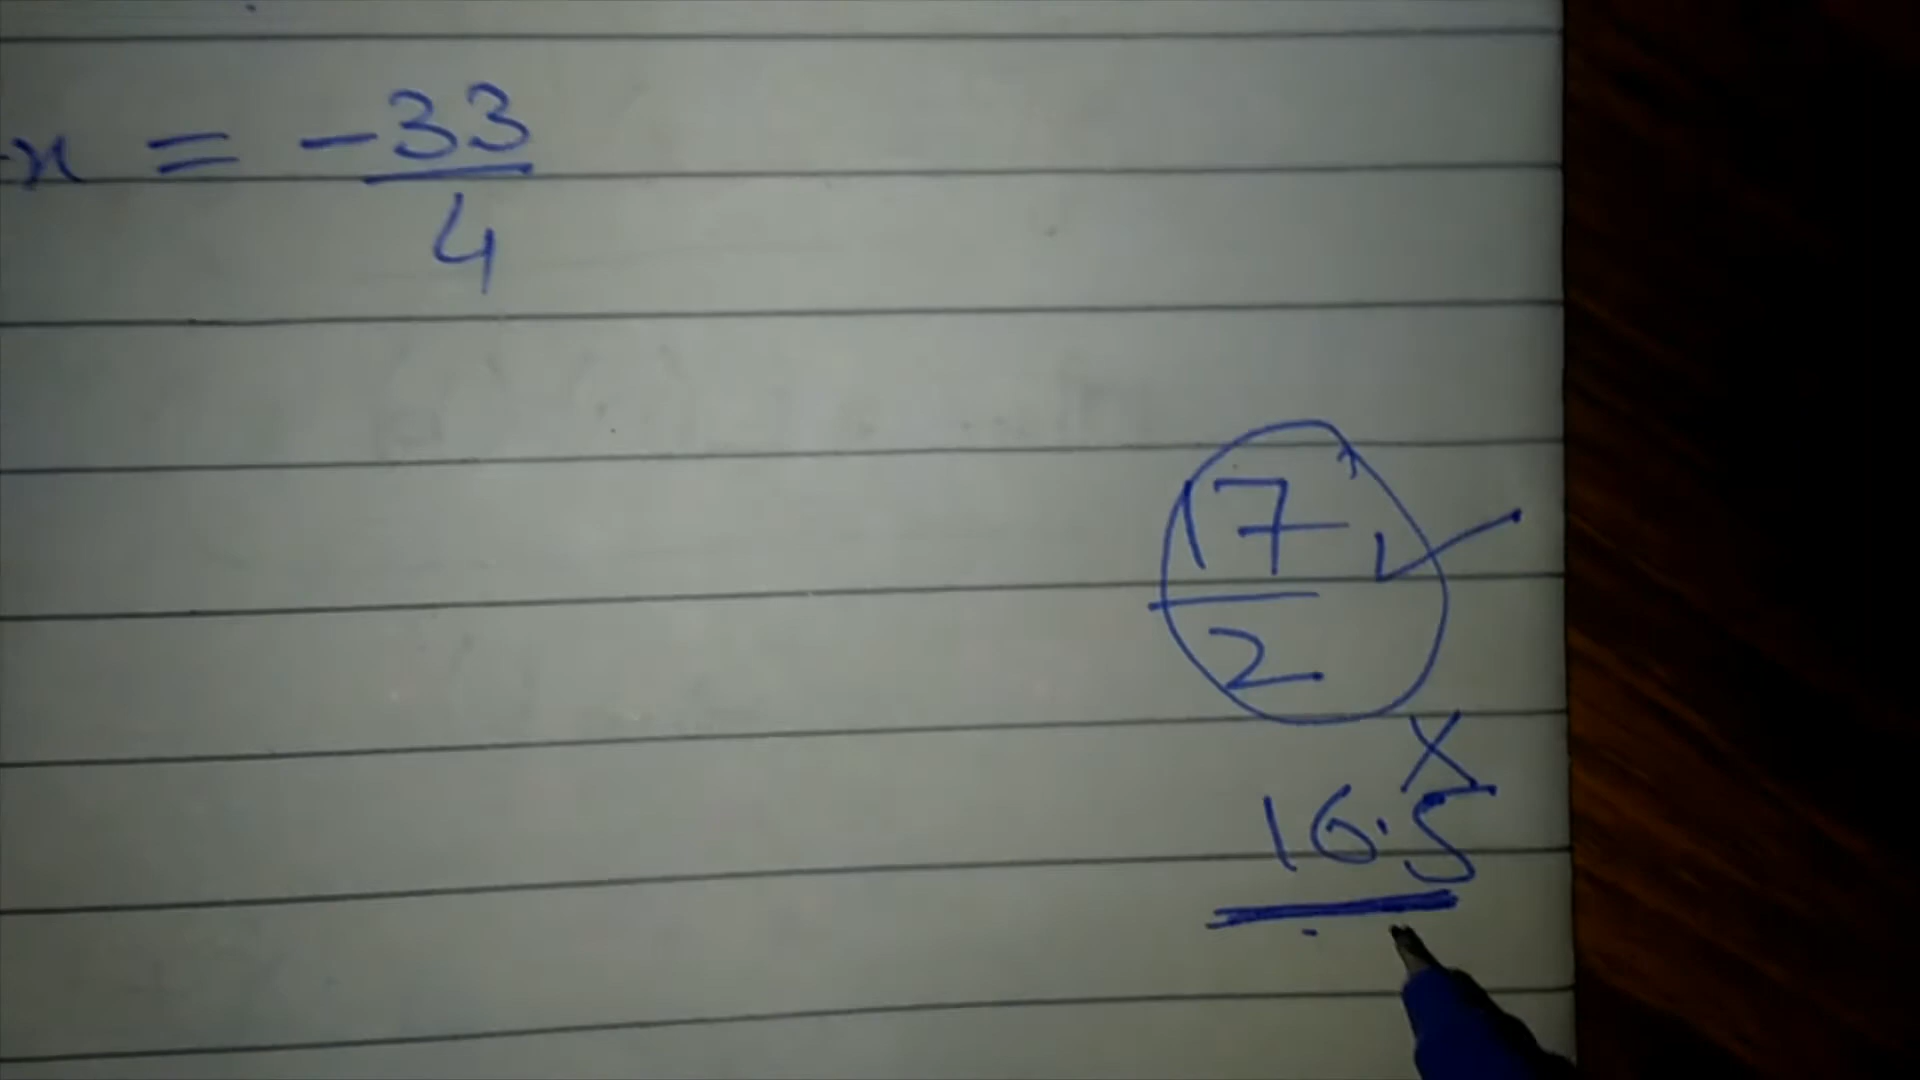 -x = -33/4
17/2 ✓
X
16.5